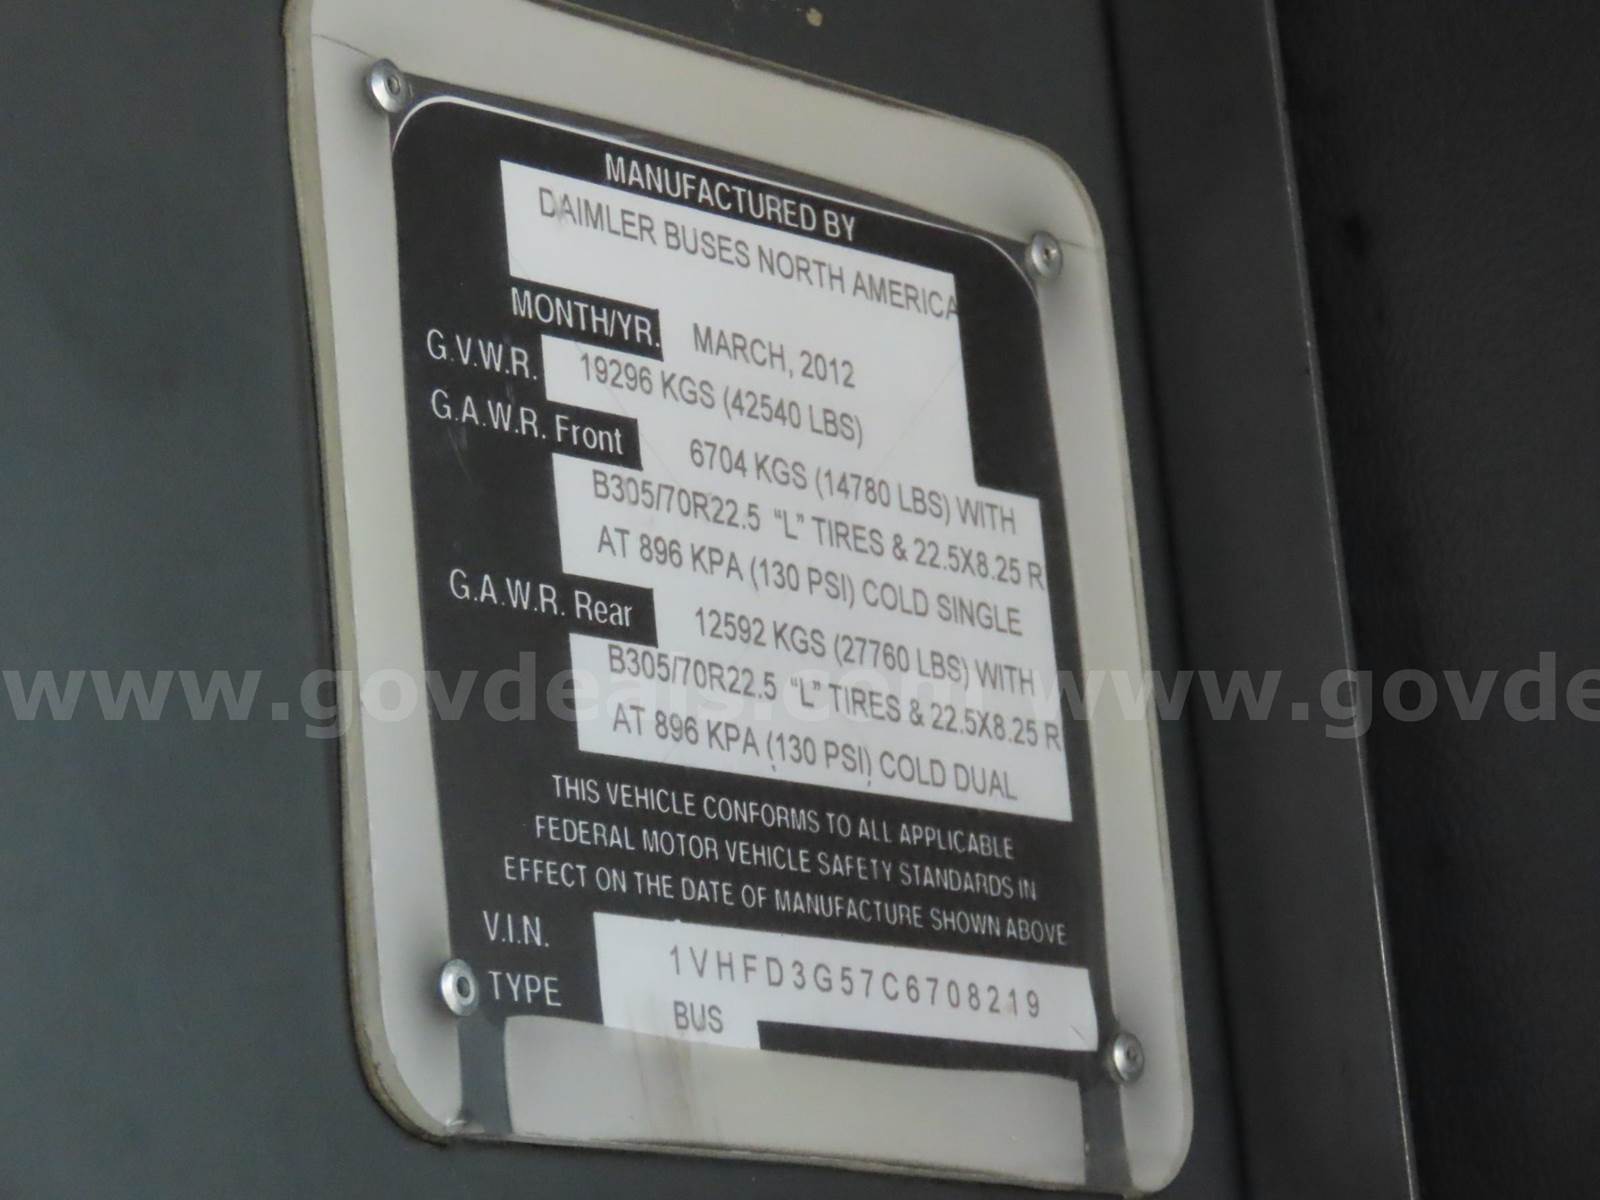 MANUFACTURED BY
DAIMLER BUSES NORTH AMERICA
MONTH/YR. MARCH, 2012
G.V.W.R. 19296 KGS (42540 LBS)
G.A.W.R. Front 6704 KGS (14780 LBS) WITH
B305/70R22.5 "L" TIRES & 22.5X8.25 R
AT 896 KPA (130 PSI) COLD SINGLE
G.A.W.R. Rear 12592 KGS (27760 LBS) WITH
B305/70R22.5 "L" TIRES & 22.5X8.25 R
AT 896 KPA (130 PSI) COLD DUAL
THIS VEHICLE CONFORMS TO ALL APPLICABLE
FEDERAL MOTOR VEHICLE SAFETY STANDARDS IN
EFFECT ON THE DATE OF MANUFACTURE SHOWN ABOVE
V.I.N. 1VHFD3G57C6708219
TYPE BUS
www.govdeals.com www.govde